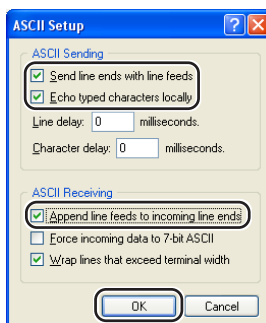 ASCII Setup
ASCII Sending
Send line ends with line feeds
Echo typed characters locally
Line delay: 0 milliseconds.
Character delay: 0 milliseconds.
ASCII Receiving
Append line feeds to incoming line ends
Force incoming data to 7-bit ASCII
Wrap lines that exceed terminal width
OK Cancel